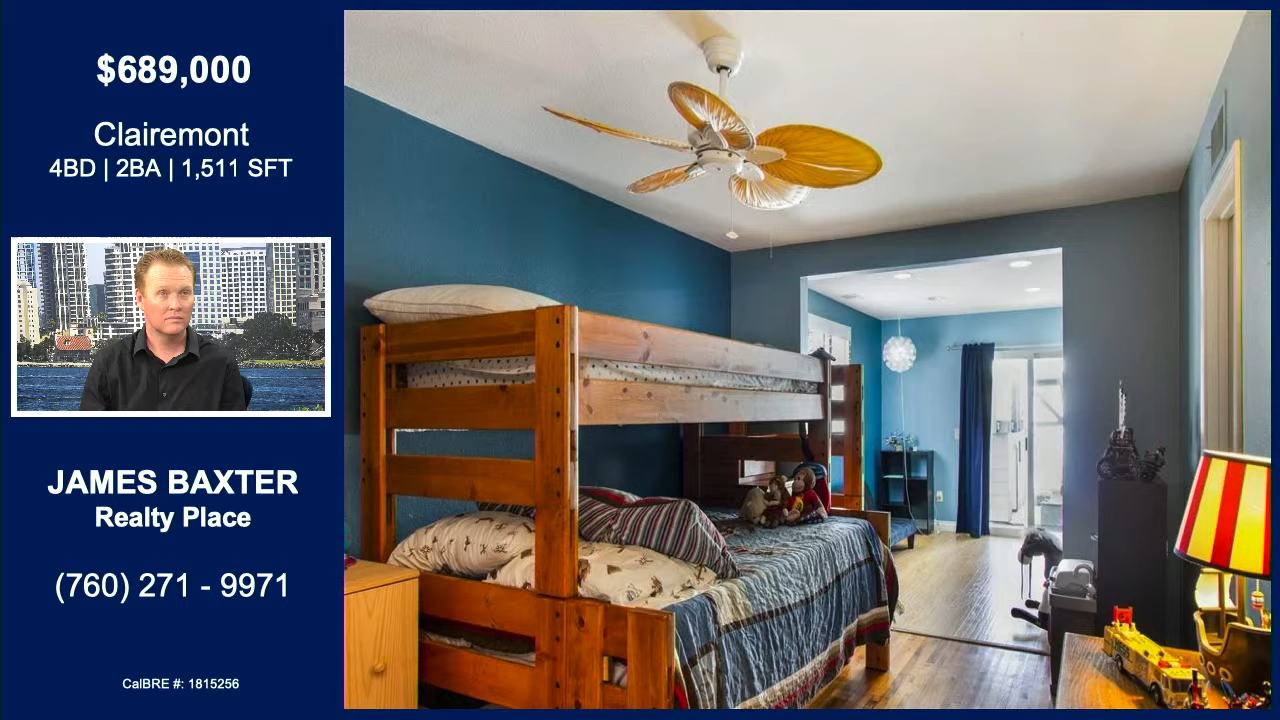 $689,000
Clairemont
4BD | 2BA | 1,511 SFT
JAMES BAXTER
Realty Place
(760) 271 - 9971
CalBRE #: 1815256